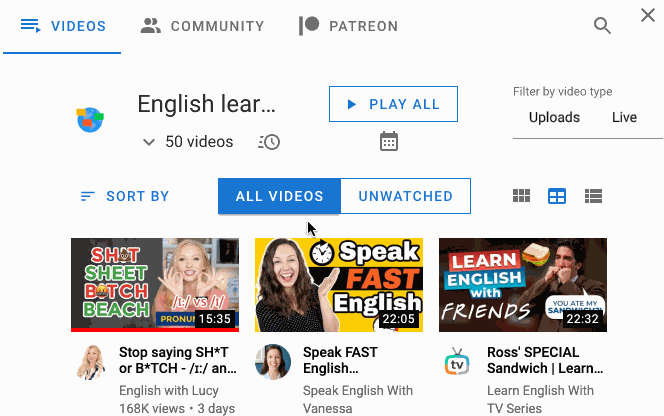 VIDEOS
COMMUNITY
PATREON
English lear...
PLAY ALL
Filter by video type
Uploads
Live
50 videos
SORT BY
ALL VIDEOS
UNWATCHED
SH*T
SHEET
B*TCH
BEACH
/ɪ/ vs /iː/
PRONUN
15:35
Speak
FAST
English
22:05
LEARN
ENGLISH
with
FRIENDS
YOU ATE MY
SANDWICH?
22:32
Stop saying SH*T
or B*TCH - /ɪ:/ an...
English with Lucy
168K views • 3 days
Speak FAST
English...
Speak English With
Vanessa
tv
Ross' SPECIAL
Sandwich | Learn...
Learn English With
TV Series